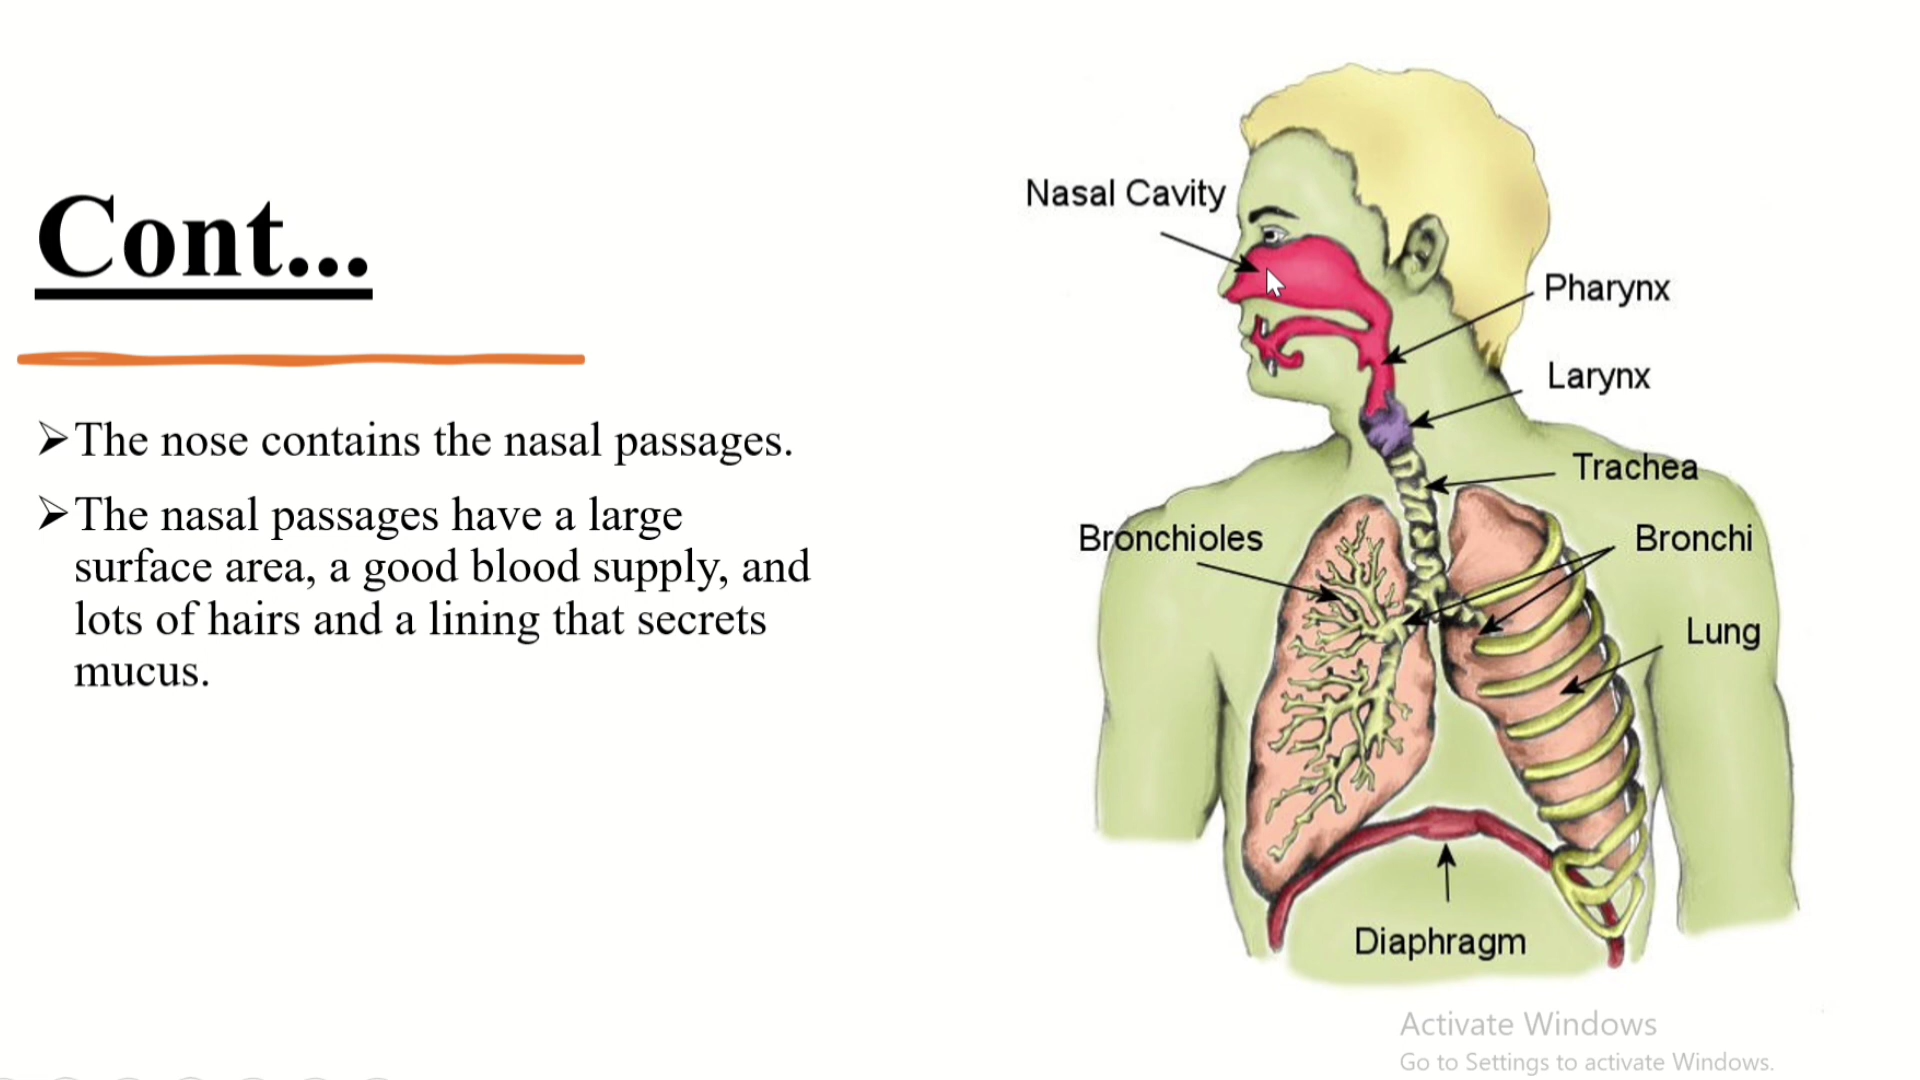 Cont...
➢The nose contains the nasal passages.
➢The nasal passages have a large
surface area, a good blood supply, and
lots of hairs and a lining that secrets
mucus.
Nasal Cavity
Pharynx
Larynx
Trachea
Bronchioles
Bronchi
Lung
Diaphragm
Activate Windows
Go to Settings to activate Windows.